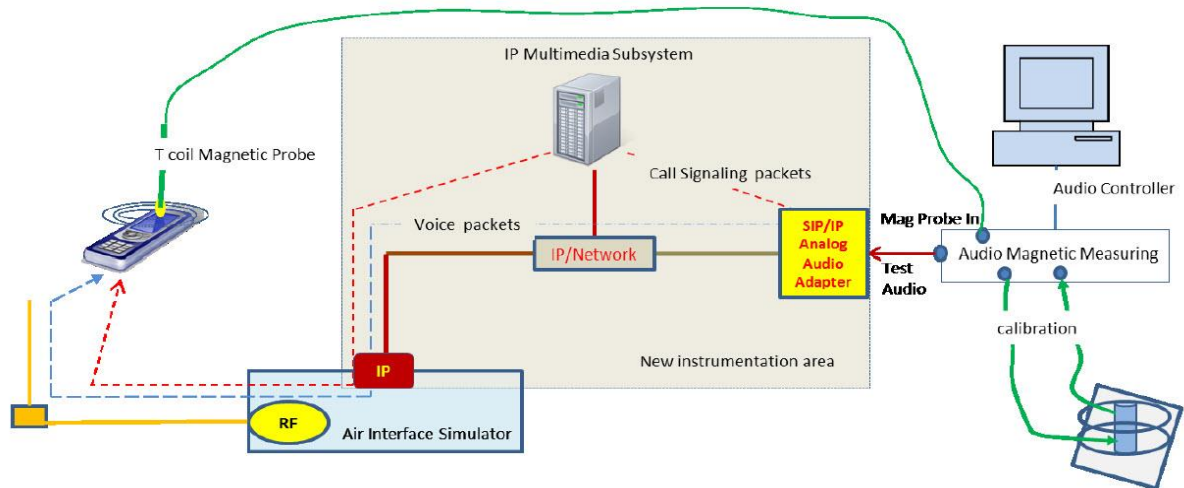 IP Multimedia Subsystem
T coil Magnetic Probe
Call Signaling packets
Audio Controller
Voice packets
SIP/IP
Analog
Audio
Adapter
Mag Probe In
IP/Network
Audio Magnetic Measuring
Test
Audio
calibration
New instrumentation area
IP
RF
Air Interface Simulator